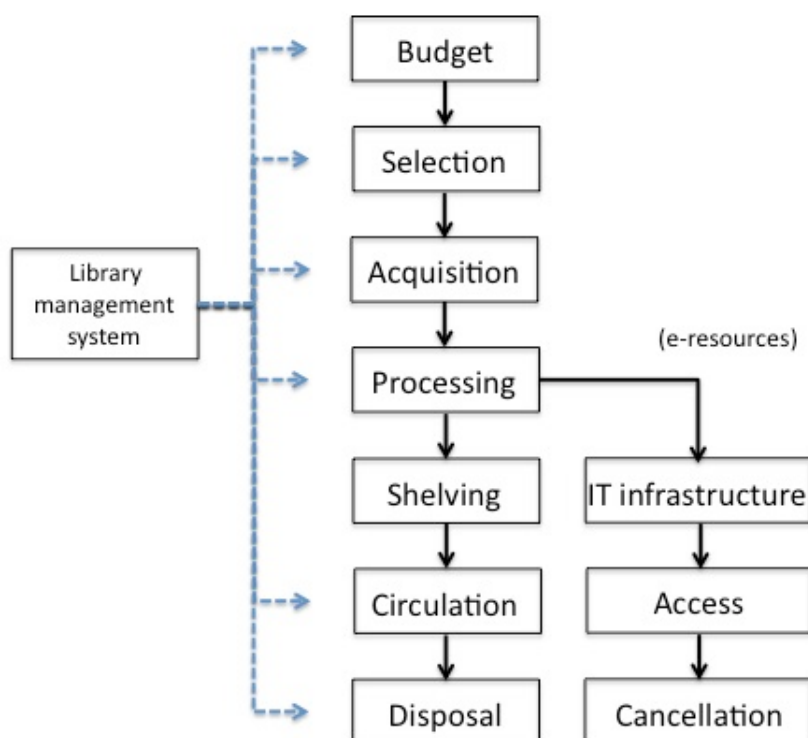 Budget
Selection
Library
management
system
Acquisition
(e-resources)
Processing
Shelving
IT infrastructure
Circulation
Access
Disposal
Cancellation